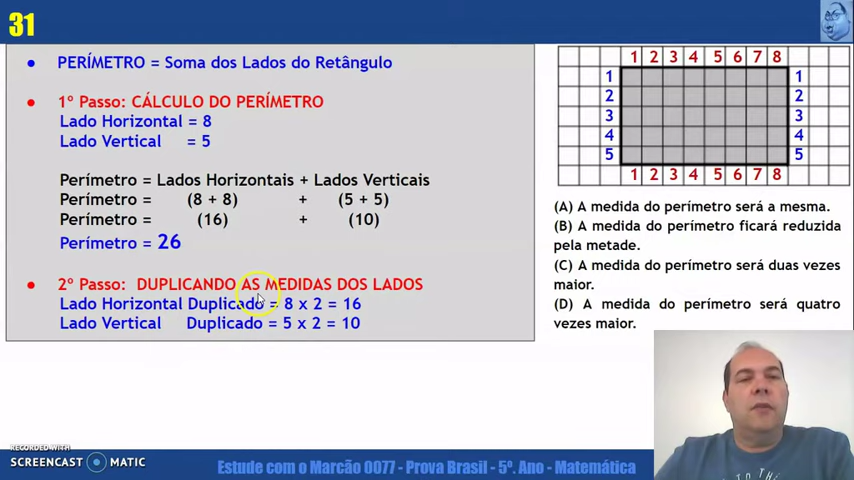 31
● PERÍMETRO = Soma dos Lados do Retângulo
● 1º Passo: CÁLCULO DO PERÍMETRO
Lado Horizontal = 8
Lado Vertical = 5
Perímetro = Lados Horizontais + Lados Verticais
Perímetro = (8 + 8) + (5 + 5)
Perímetro = (16) + (10)
Perímetro = 26
● 2º Passo: DUPLICANDO AS MEDIDAS DOS LADOS
Lado Horizontal Duplicado = 8 x 2 = 16
Lado Vertical Duplicado = 5 x 2 = 10
1 2 3 4 5 6 7 8
1 1
2 2
3 3
4 4
5 5
1 2 3 4 5 6 7 8
(A) A medida do perímetro será a mesma.
(B) A medida do perímetro ficará reduzida
pela metade.
(C) A medida do perímetro será duas vezes
maior.
(D) A medida do perímetro será quatro
vezes maior.
RECORDED WITH
SCREENCAST MATIC
Estude com o Marcão 0077 - Prova Brasil - 5º. Ano - Matemática